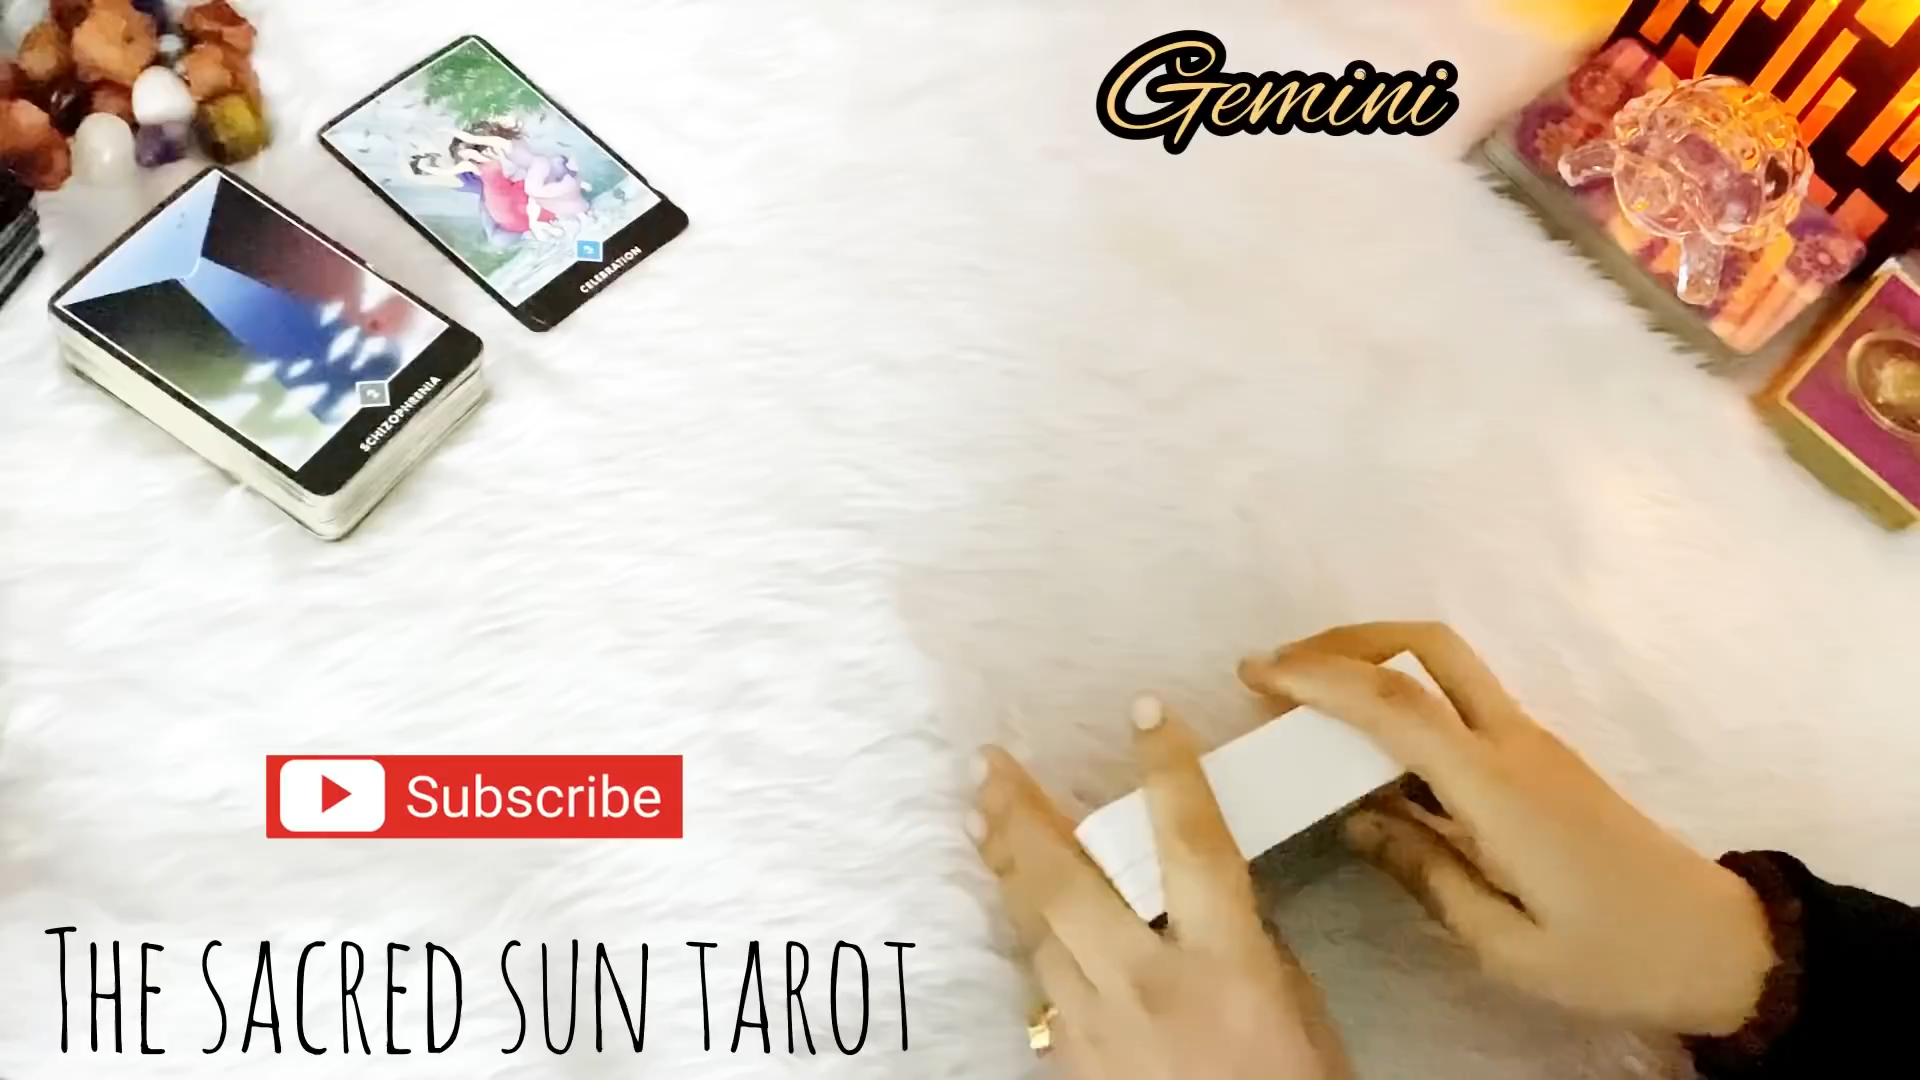 Gemini
CELEBRATION
SCHIZOPHRENIA
Subscribe
THE SACRED SUN TAROT